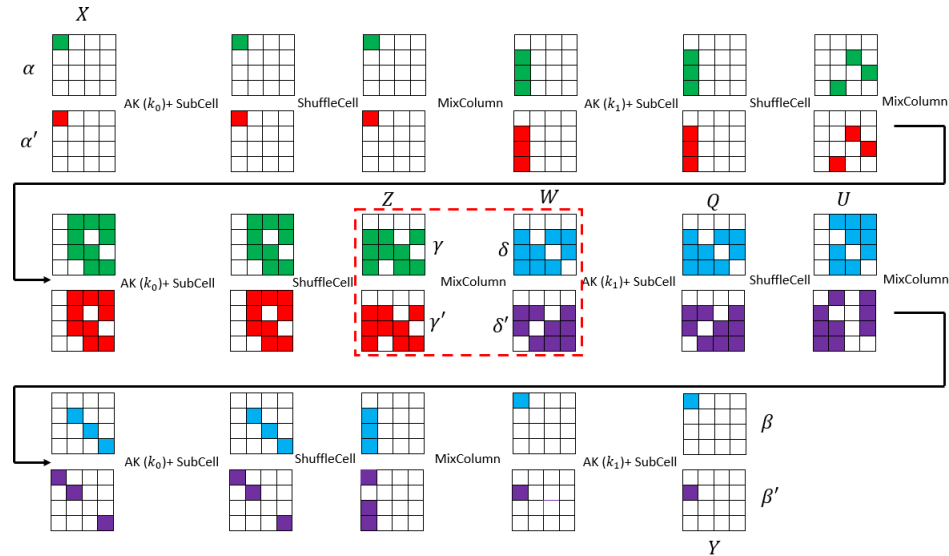 X
α
AK (k₀)+ SubCell ShuffleCell MixColumn AK (k₁)+ SubCell ShuffleCell MixColumn
α′
Z W Q U
γ δ
AK (k₀)+ SubCell ShuffleCell MixColumn AK (k₁)+ SubCell ShuffleCell MixColumn
γ′ δ′
β
AK (k₀)+ SubCell ShuffleCell MixColumn AK (k₁)+ SubCell
β′
Y